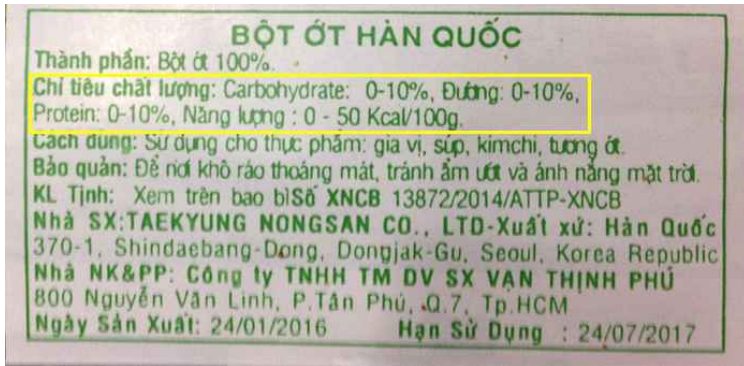 BỘT ỚT HÀN QUỐC
Thành phần: Bột ớt 100%.
Chỉ tiêu chất lượng: Carbohydrate: 0-10%, Đường: 0-10%,
Protein: 0-10%, Năng lượng : 0 - 50 Kcal/100g.
Cách dùng: Sử dụng cho thực phẩm: gia vị, súp, kimchi, tương ớt.
Bảo quản: Để nơi khô ráo thoáng mát, tránh ẩm ướt và ánh nắng mặt trời.
KL Tịnh: Xem trên bao bìSố XNCB 13872/2014/ATTP-XNCB
Nhà SX:TAEKYUNG NONGSAN CO., LTD-Xuất xứ: Hàn Quốc
370-1, Shindaebang-Dong, Dongjak-Gu, Seoul, Korea Republic
Nhà NK&PP: Công ty TNHH TM DV SX VẠN THỊNH PHÚ
800 Nguyễn Văn Linh, P.Tân Phú, Q.7, Tp.HCM
Ngày Sản Xuất: 24/01/2016 Hạn Sử Dụng : 24/07/2017